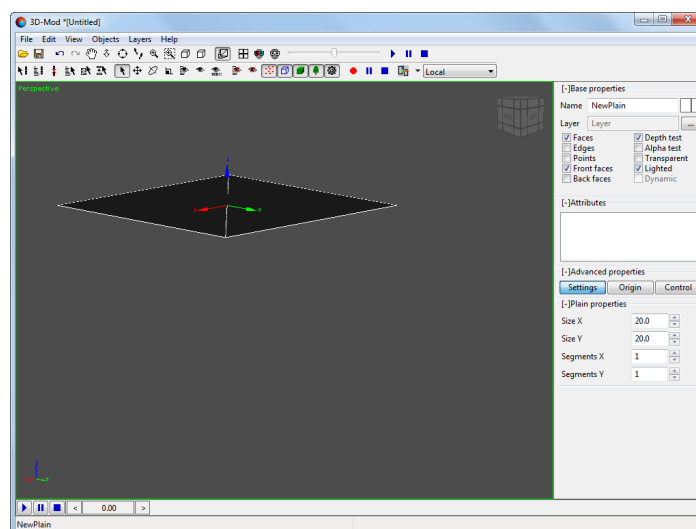 3D-Mod *[Untitled]
File Edit View Objects Layers Help
Local
Perspective
[-]Base properties
Name NewPlain
Layer Layer ...
Faces Depth test
Edges Alpha test
Points Transparent
Front faces Lighted
Back faces Dynamic
[-]Attributes
[-]Advanced properties
Settings Origin Control
[-]Plain properties
Size X 20.0
Size Y 20.0
Segments X 1
Segments Y 1
< 0.00 >
NewPlain